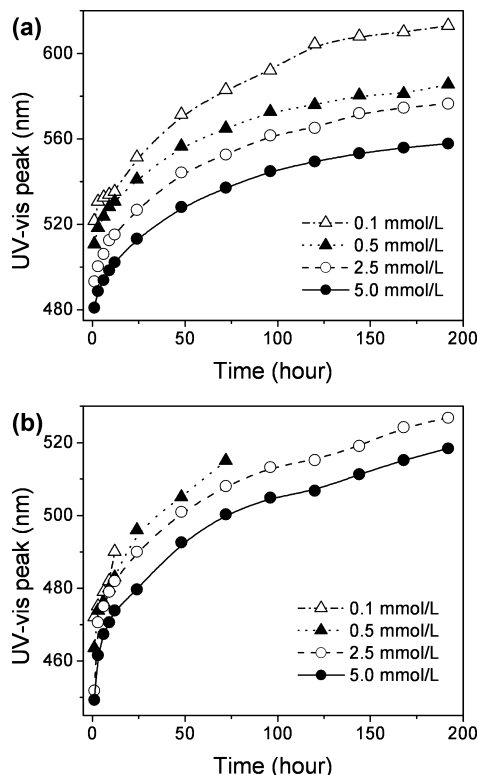 (a)
600
560
520
480
UV-vis peak (nm)
0.1 mmol/L
0.5 mmol/L
2.5 mmol/L
5.0 mmol/L
0 50 100 150 200
Time (hour)
(b)
520
500
480
460
UV-vis peak (nm)
0.1 mmol/L
0.5 mmol/L
2.5 mmol/L
5.0 mmol/L
0 50 100 150 200
Time (hour)